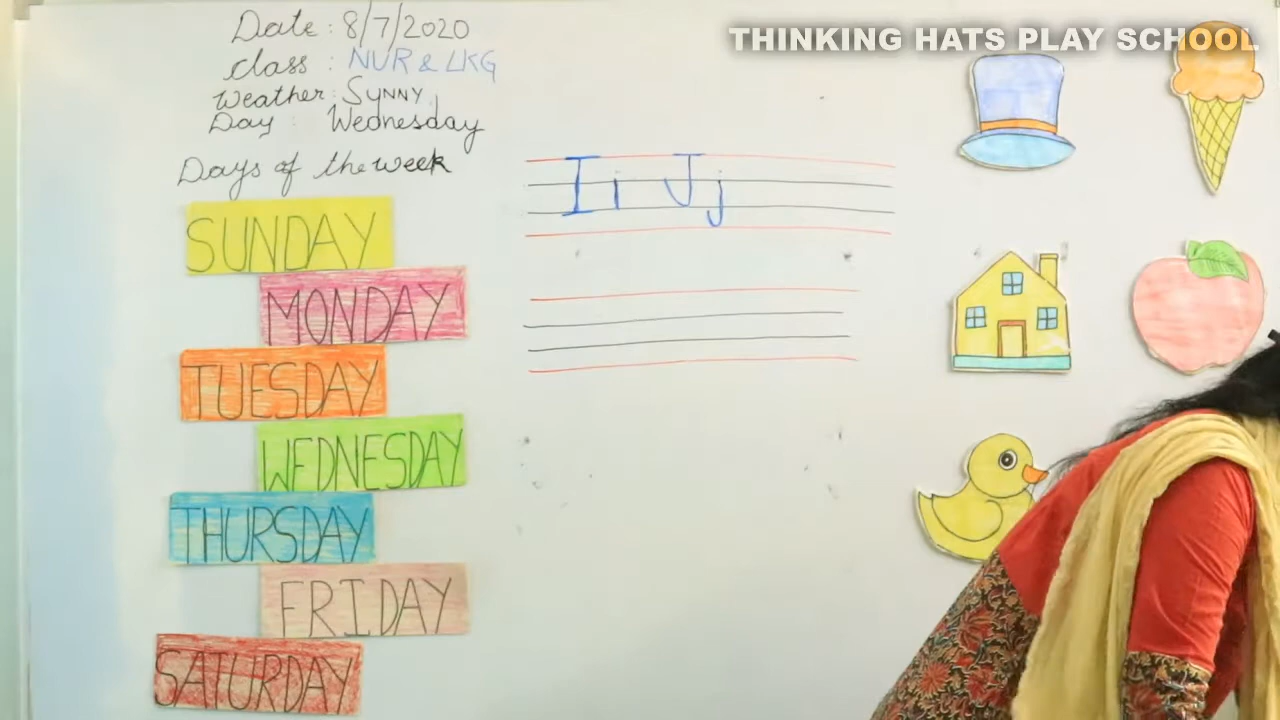 THINKING HATS PLAY SCHOOL
Date : 8/7/2020
class : NUR & LKG
Weather : SUNNY
Day : Wednesday
Days of the week
SUNDAY
MONDAY
TUESDAY
WEDNESDAY
THURSDAY
FRIDAY
SATURDAY
Ii Jj